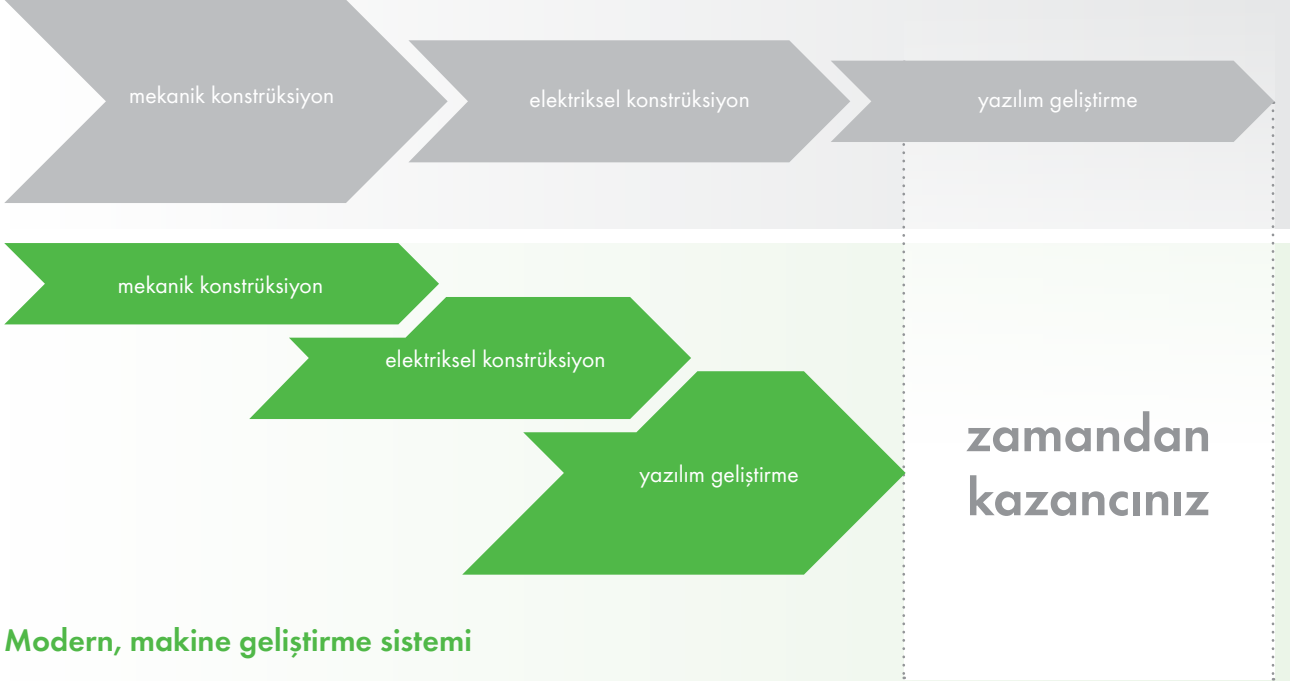 mekanik konstrüksiyon
elektriksel konstrüksiyon
yazılım geliştirme
mekanik konstrüksiyon
elektriksel konstrüksiyon
yazılım geliştirme
zamandan
kazancınız
Modern, makine geliştirme sistemi